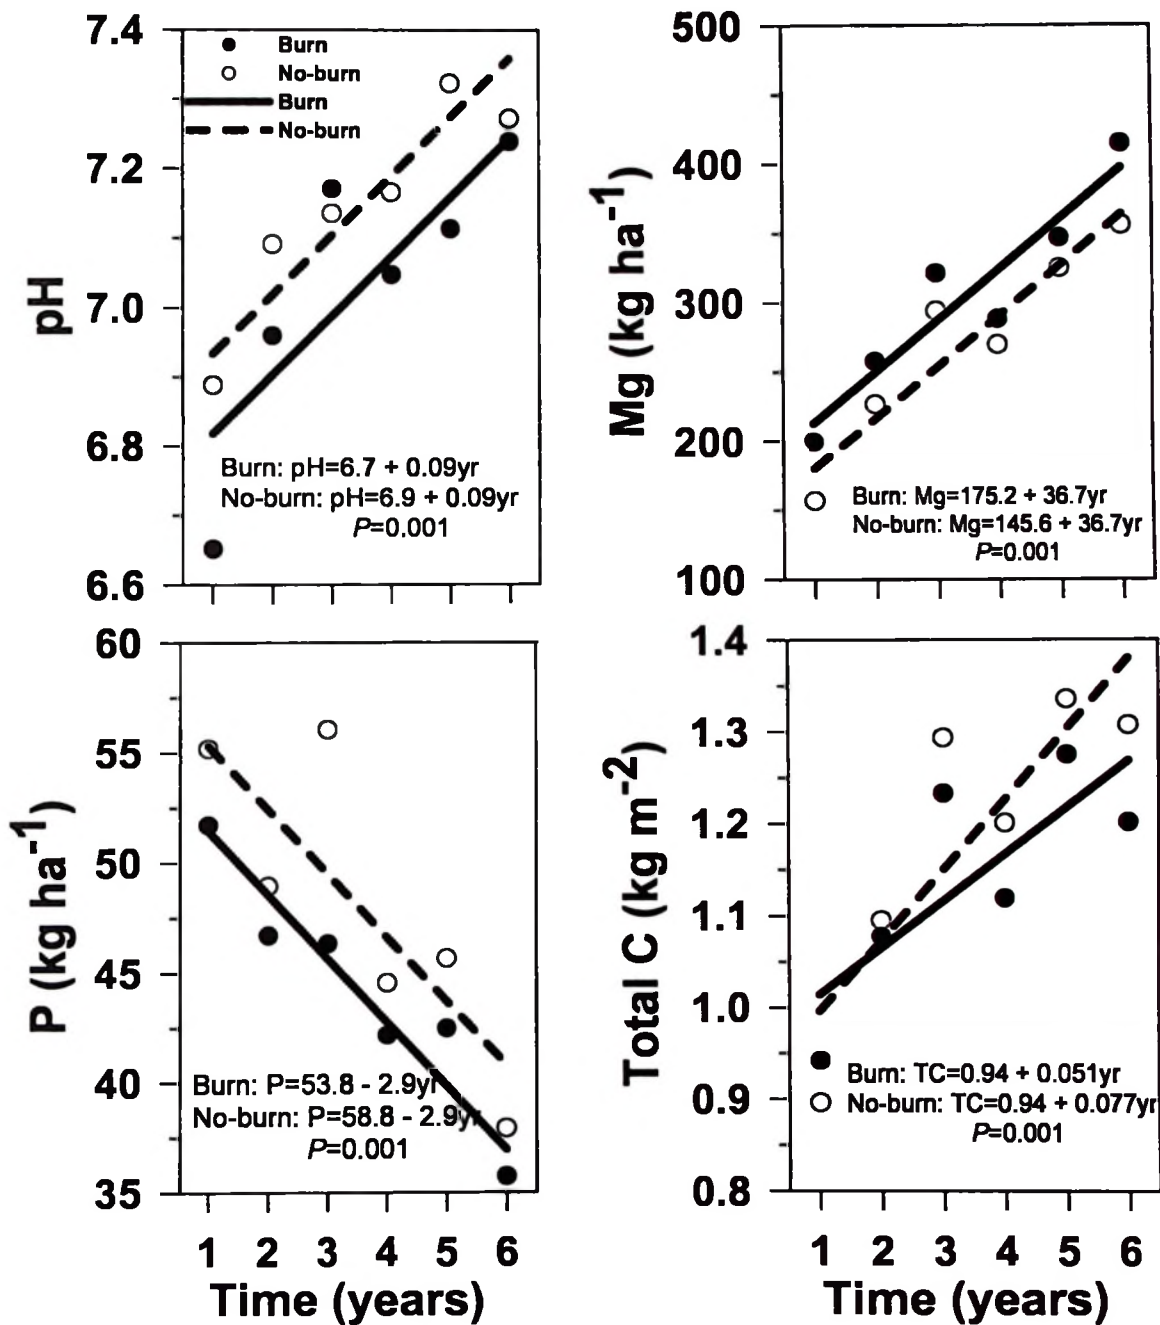 7.4
7.2
7.0
6.8
6.6
pH
Burn
No-burn
Burn
No-burn
Burn: pH=6.7 + 0.09yr
No-burn: pH=6.9 + 0.09yr
P=0.001
500
400
300
200
100
Mg (kg ha⁻¹)
Burn: Mg=175.2 + 36.7yr
No-burn: Mg=145.6 + 36.7yr
P=0.001
60
55
50
45
40
35
P (kg ha⁻¹)
Burn: P=53.8 - 2.9yr
No-burn: P=58.8 - 2.9yr
P=0.001
1 2 3 4 5 6
Time (years)
1.4
1.3
1.2
1.1
1.0
0.9
0.8
Total C (kg m⁻²)
Burn: TC=0.94 + 0.051yr
No-burn: TC=0.94 + 0.077yr
P=0.001
1 2 3 4 5 6
Time (years)